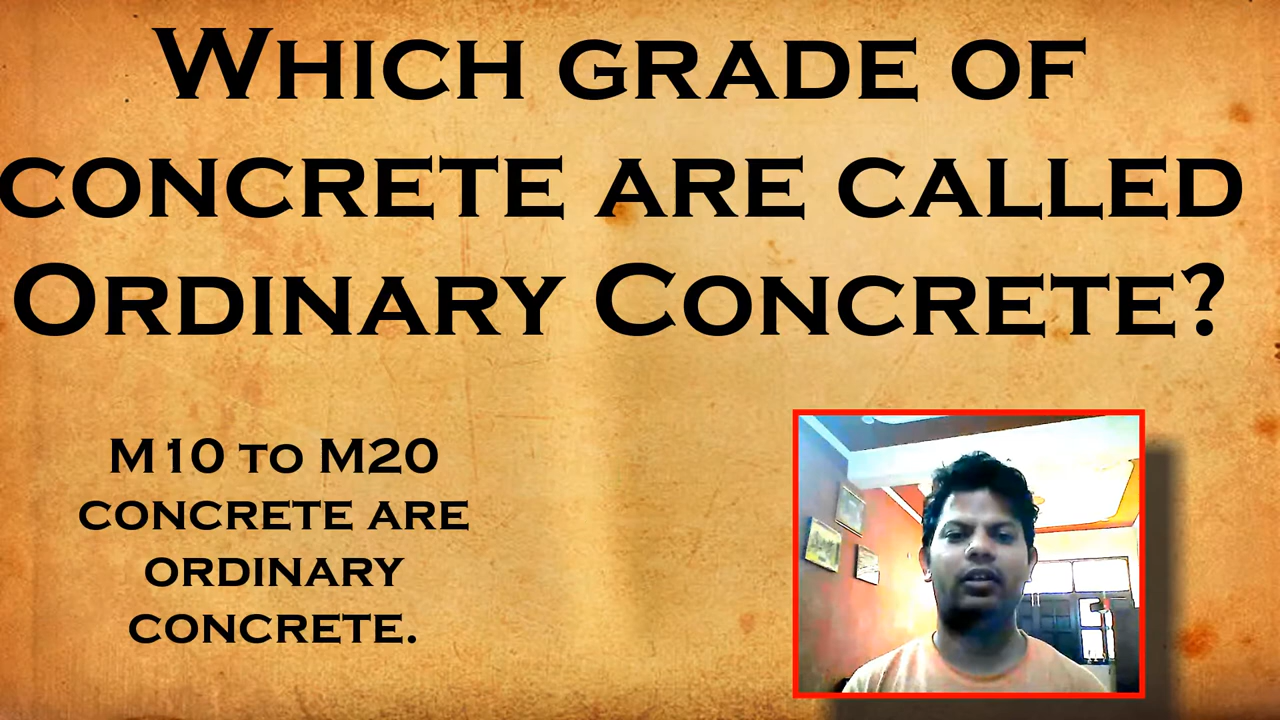 Which grade of
concrete are called
Ordinary Concrete?
M10 to M20
concrete are
ordinary
concrete.